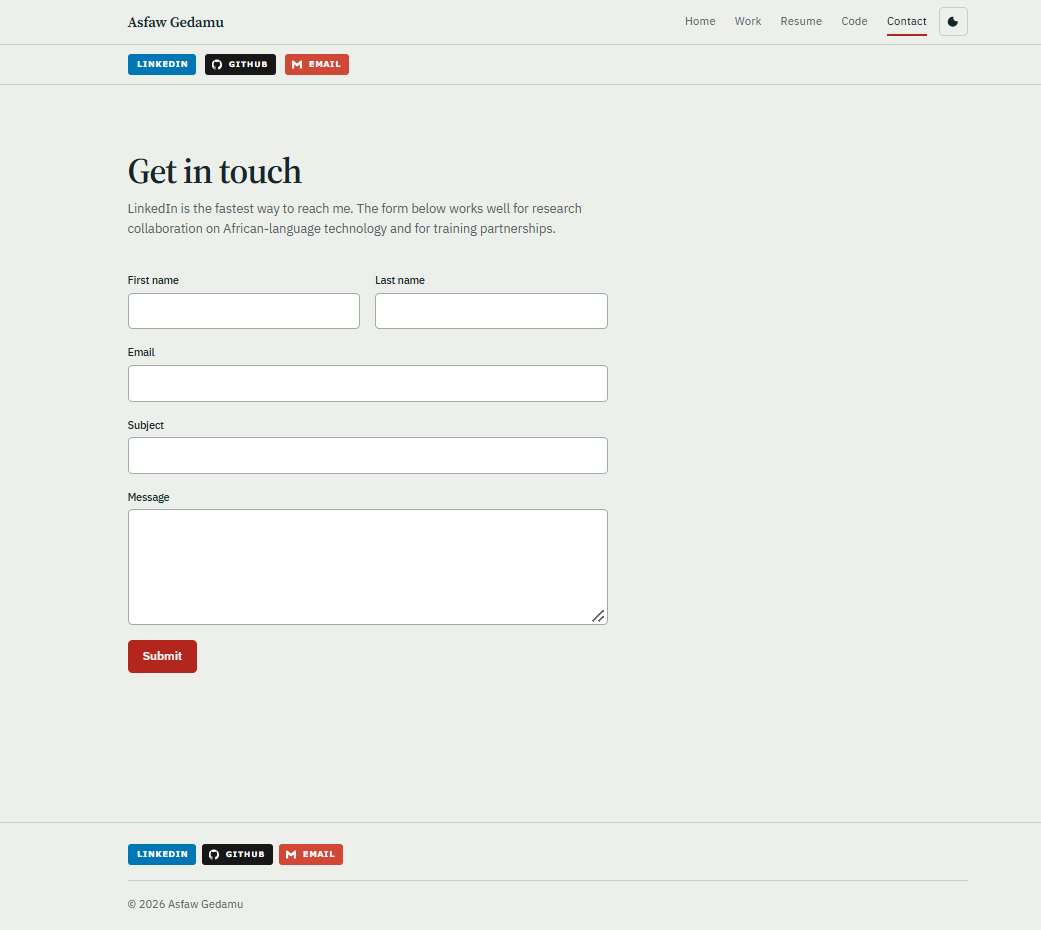 Asfaw Gedamu
Home Work Resume Code Contact
LINKEDIN GITHUB EMAIL
Get in touch
LinkedIn is the fastest way to reach me. The form below works well for research
collaboration on African-language technology and for training partnerships.
First name Last name
Email
Subject
Message
Submit
LINKEDIN GITHUB EMAIL
© 2026 Asfaw Gedamu